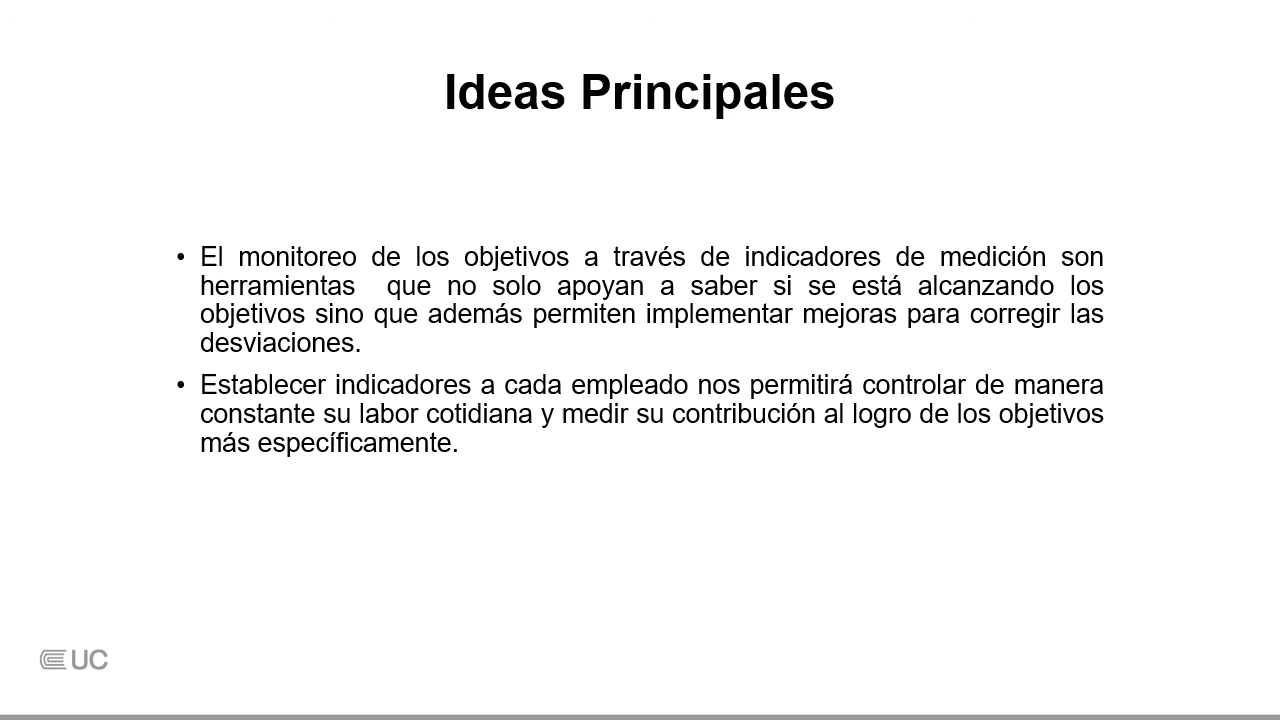 Ideas Principales
• El monitoreo de los objetivos a través de indicadores de medición son
herramientas  que no solo apoyan a saber si se está alcanzando los
objetivos sino que además permiten implementar mejoras para corregir las
desviaciones.
• Establecer indicadores a cada empleado nos permitirá controlar de manera
constante su labor cotidiana y medir su contribución al logro de los objetivos
más específicamente.
UC